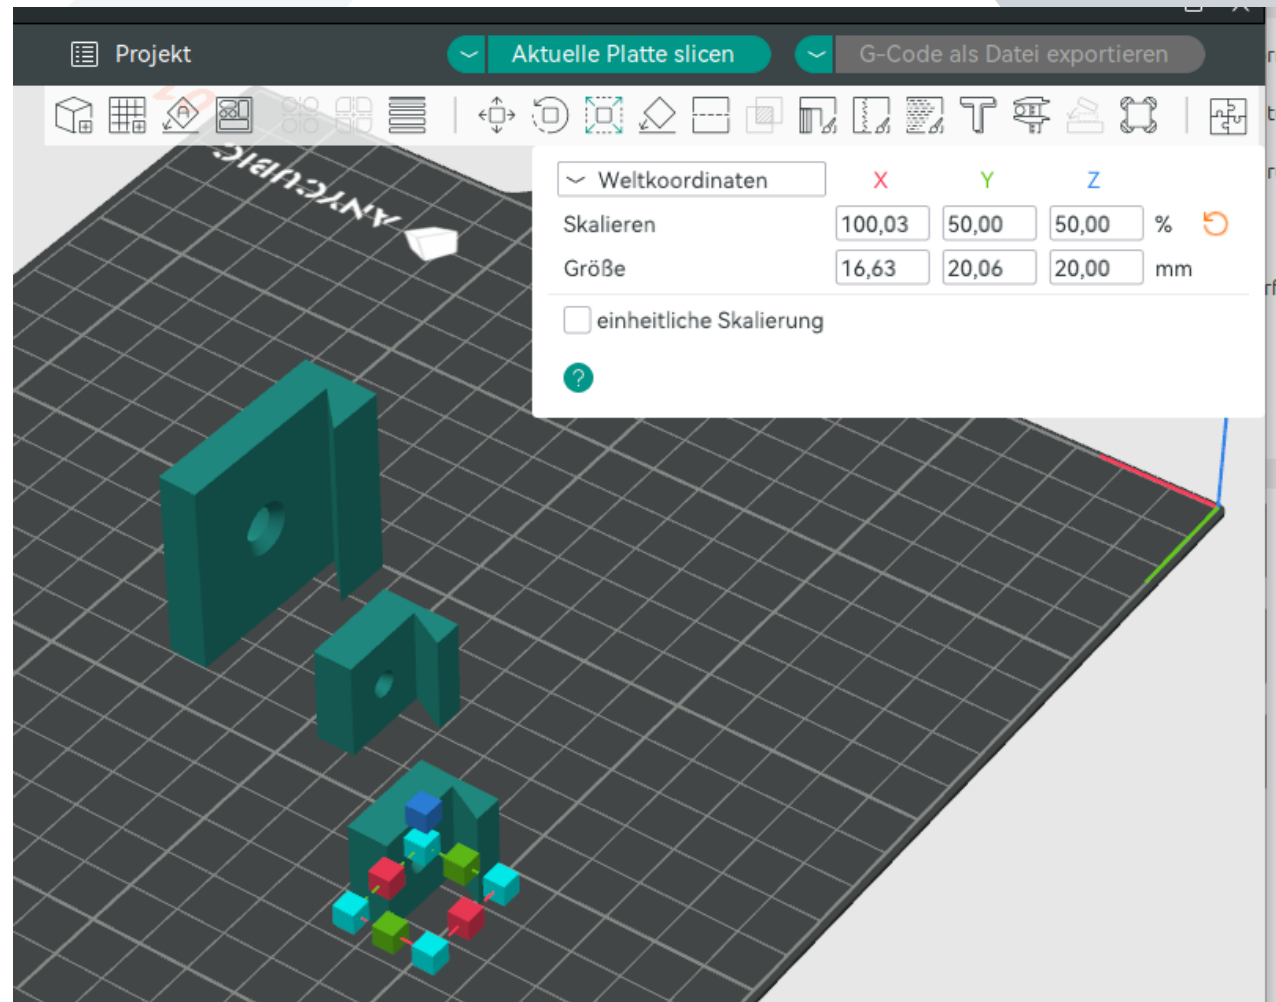 Projekt
Aktuelle Platte slicen
G-Code als Datei exportieren
ANYCUBIC
Weltkoordinaten X Y Z
Skalieren 100,03 50,00 50,00 %
Größe 16,63 20,06 20,00 mm
einheitliche Skalierung
?